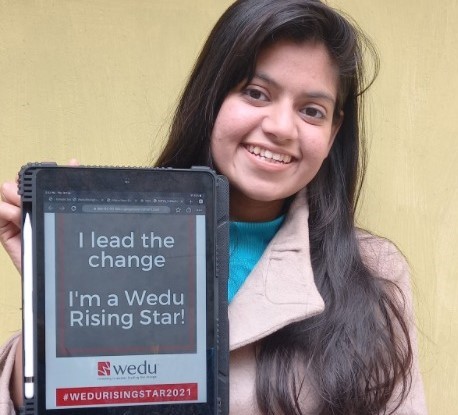 I lead the
change
I'm a Wedu
Rising Star!
wedu
#WEDURISINGSTAR2021